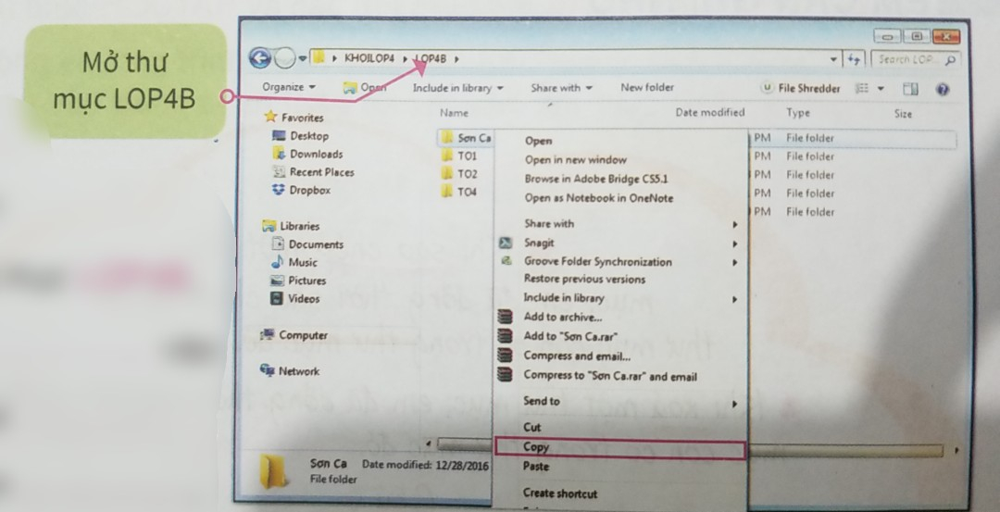 Mở thư
mục LOP4B
KHOILOP4 LOP4B
Search LOP...
Organize Open Include in library Share with New folder File Shredder
Name Date modified Type Size
Favorites
Desktop
Downloads
Recent Places
Dropbox
Libraries
Documents
Music
Pictures
Videos
Computer
Network
Sơn Ca PM File folder
TO1 PM File folder
TO2 PM File folder
TO4 PM File folder
PM File folder
Open
Open in new window
Browse in Adobe Bridge CS5.1
Open as Notebook in OneNote
Share with
Snagit
Groove Folder Synchronization
Restore previous versions
Include in library
Add to archive...
Add to "Sơn Ca.rar"
Compress and email...
Compress to "Sơn Ca.rar" and email
Send to
Cut
Copy
Paste
Create shortcut
Sơn Ca Date modified: 12/28/2016
File folder